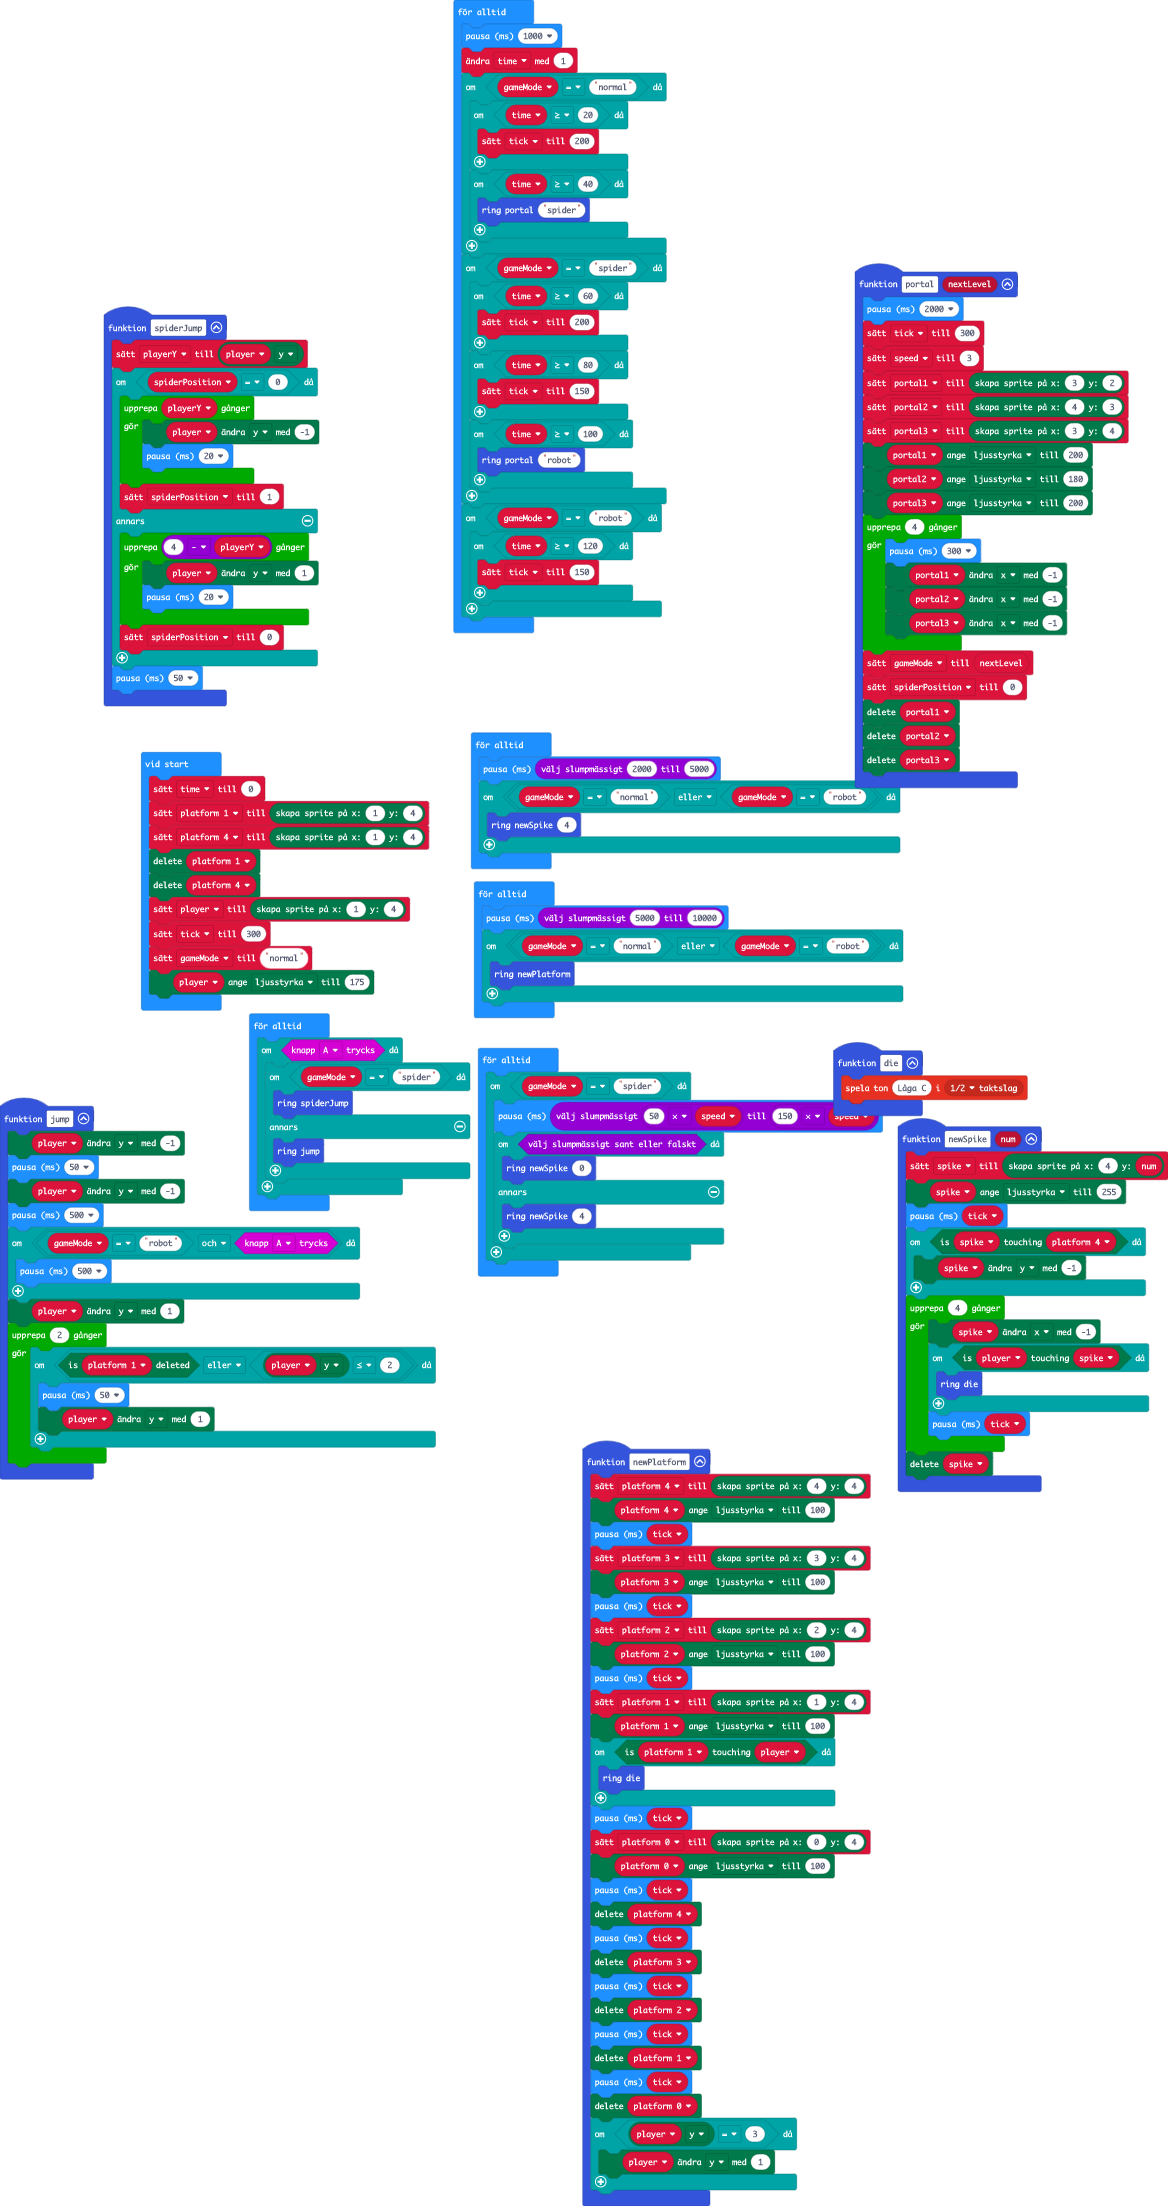 för alltid
pausa (ms) 1000
ändra time med 1
om gameMode = "normal" då
om time ≥ 20 då
sätt tick till 200
om time ≥ 40 då
ring portal "spider"
om gameMode = "spider" då
om time ≥ 60 då
sätt tick till 200
om time ≥ 80 då
sätt tick till 150
om time ≥ 100 då
ring portal "robot"
om gameMode = "robot" då
om time ≥ 120 då
sätt tick till 150
funktion portal nextLevel
pausa (ms) 2000
sätt tick till 300
sätt speed till 3
sätt portal1 till skapa sprite på x: 3 y: 2
sätt portal2 till skapa sprite på x: 4 y: 3
sätt portal3 till skapa sprite på x: 3 y: 4
portal1 ange ljusstyrka till 200
portal2 ange ljusstyrka till 180
portal3 ange ljusstyrka till 200
upprepa 4 gånger
gör pausa (ms) 300
portal1 ändra x med -1
portal2 ändra x med -1
portal3 ändra x med -1
sätt gameMode till nextLevel
sätt spiderPosition till 0
delete portal1
delete portal2
delete portal3
funktion spiderJump
sätt playerY till player y
om spiderPosition = 0 då
upprepa playerY gånger
gör player ändra y med -1
pausa (ms) 20
sätt spiderPosition till 1
annars
upprepa 4 - playerY gånger
gör player ändra y med 1
pausa (ms) 20
sätt spiderPosition till 0
pausa (ms) 50
vid start
sätt time till 0
sätt platform 1 till skapa sprite på x: 1 y: 4
sätt platform 4 till skapa sprite på x: 1 y: 4
delete platform 1
delete platform 4
sätt player till skapa sprite på x: 1 y: 4
sätt tick till 300
sätt gameMode till "normal"
player ange ljusstyrka till 175
för alltid
pausa (ms) välj slumpmässigt 2000 till 5000
om gameMode = "normal" eller gameMode = "robot" då
ring newSpike 4
för alltid
pausa (ms) välj slumpmässigt 5000 till 10000
om gameMode = "normal" eller gameMode = "robot" då
ring newPlatform
för alltid
om knapp A trycks då
om gameMode = "spider" då
ring spiderJump
annars
ring jump
för alltid
om gameMode = "spider" då
pausa (ms) välj slumpmässigt 50 × speed till 150 × speed
om välj slumpmässigt sant eller falskt då
ring newSpike 0
annars
ring newSpike 4
funktion die
spela ton Låga C i 1/2 taktslag
funktion jump
player ändra y med -1
pausa (ms) 50
player ändra y med -1
pausa (ms) 500
om gameMode = "robot" och knapp A trycks då
pausa (ms) 500
player ändra y med 1
upprepa 2 gånger
gör om is platform 1 deleted eller player y ≤ 2 då
pausa (ms) 50
player ändra y med 1
funktion newSpike num
sätt spike till skapa sprite på x: 4 y: num
spike ange ljusstyrka till 255
pausa (ms) tick
om is spike touching platform 4 då
spike ändra y med -1
upprepa 4 gånger
gör spike ändra x med -1
om is player touching spike då
ring die
pausa (ms) tick
delete spike
funktion newPlatform
sätt platform 4 till skapa sprite på x: 4 y: 4
platform 4 ange ljusstyrka till 100
pausa (ms) tick
sätt platform 3 till skapa sprite på x: 3 y: 4
platform 3 ange ljusstyrka till 100
pausa (ms) tick
sätt platform 2 till skapa sprite på x: 2 y: 4
platform 2 ange ljusstyrka till 100
pausa (ms) tick
sätt platform 1 till skapa sprite på x: 1 y: 4
platform 1 ange ljusstyrka till 100
om is platform 1 touching player då
ring die
pausa (ms) tick
sätt platform 0 till skapa sprite på x: 0 y: 4
platform 0 ange ljusstyrka till 100
pausa (ms) tick
delete platform 4
pausa (ms) tick
delete platform 3
pausa (ms) tick
delete platform 2
pausa (ms) tick
delete platform 1
pausa (ms) tick
delete platform 0
om player y = 3 då
player ändra y med 1